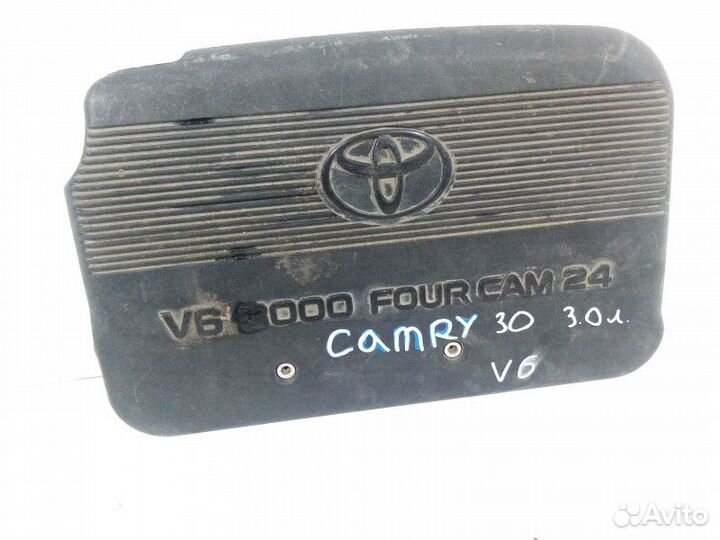 V6 3000 FOUR CAM 24
CAMRY 30 3.0л.
V6
Avito